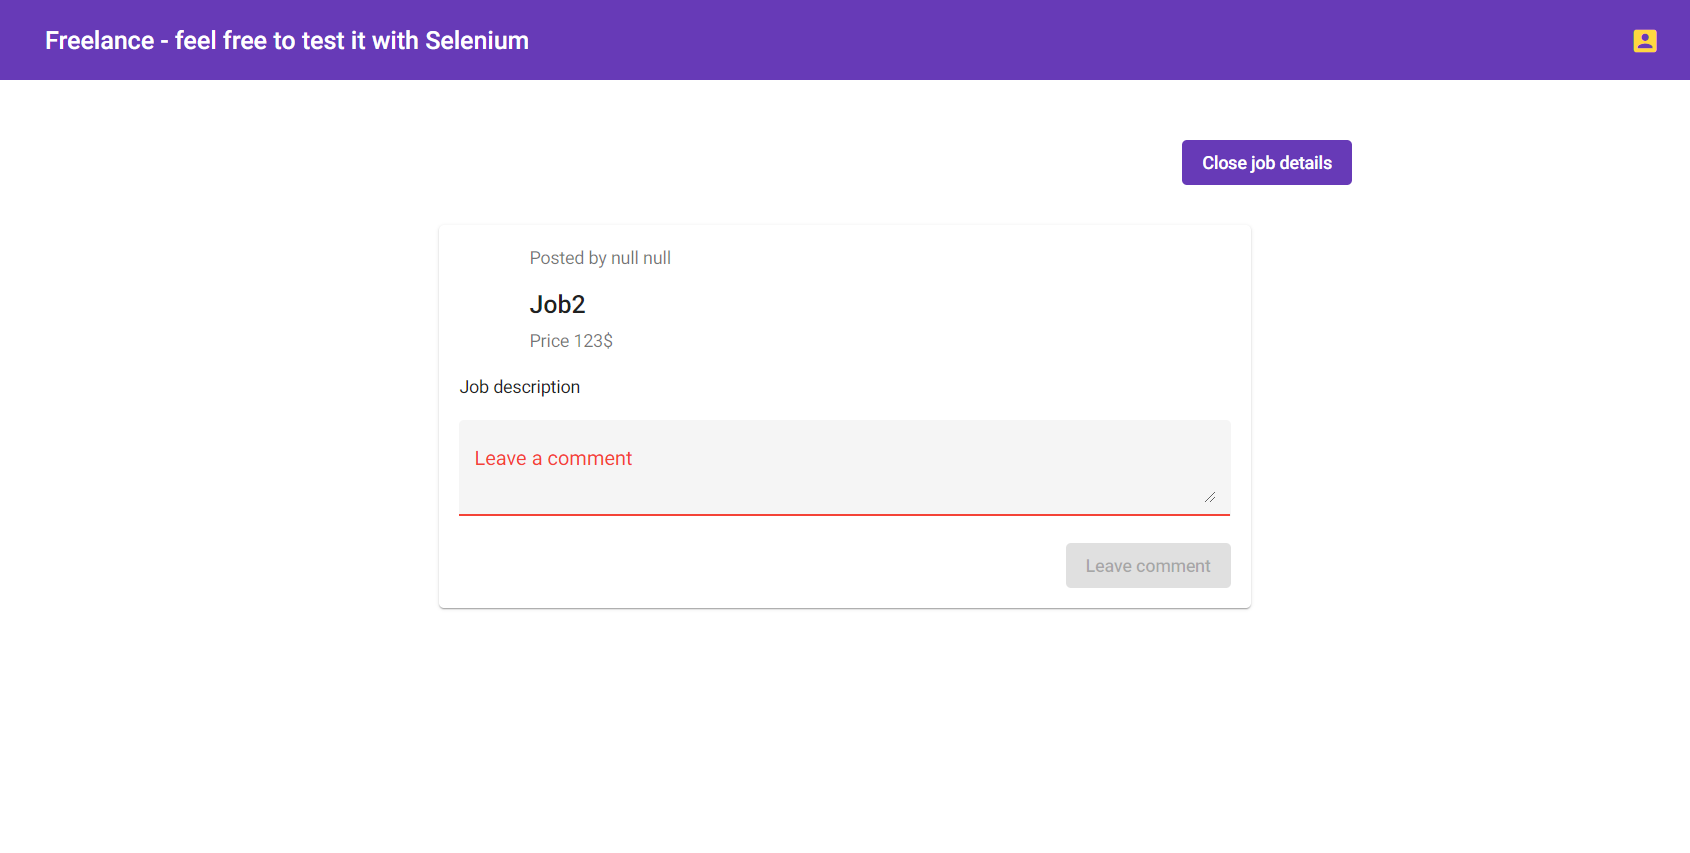 Freelance - feel free to test it with Selenium
Close job details
Posted by null null
Job2
Price 123$
Job description
Leave a comment
Leave comment